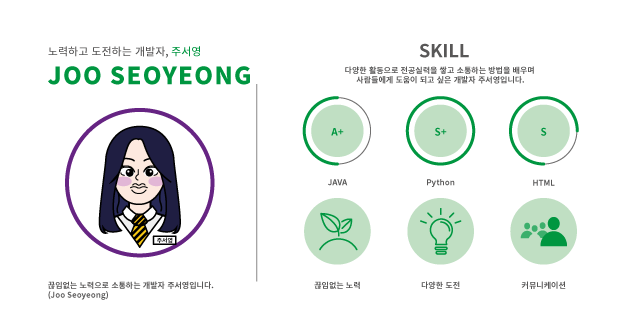 노력하고 도전하는 개발자, 주서영
JOO SEOYEONG
주서영
끊임없는 노력으로 소통하는 개발자 주서영입니다.
(Joo Seoyeong)
SKILL
다양한 활동으로 전공실력을 쌓고 소통하는 방법을 배우며
사람들에게 도움이 되고 싶은 개발자 주서영입니다.
A+
S+
S
JAVA
Python
HTML
끊임없는 노력
다양한 도전
커뮤니케이션